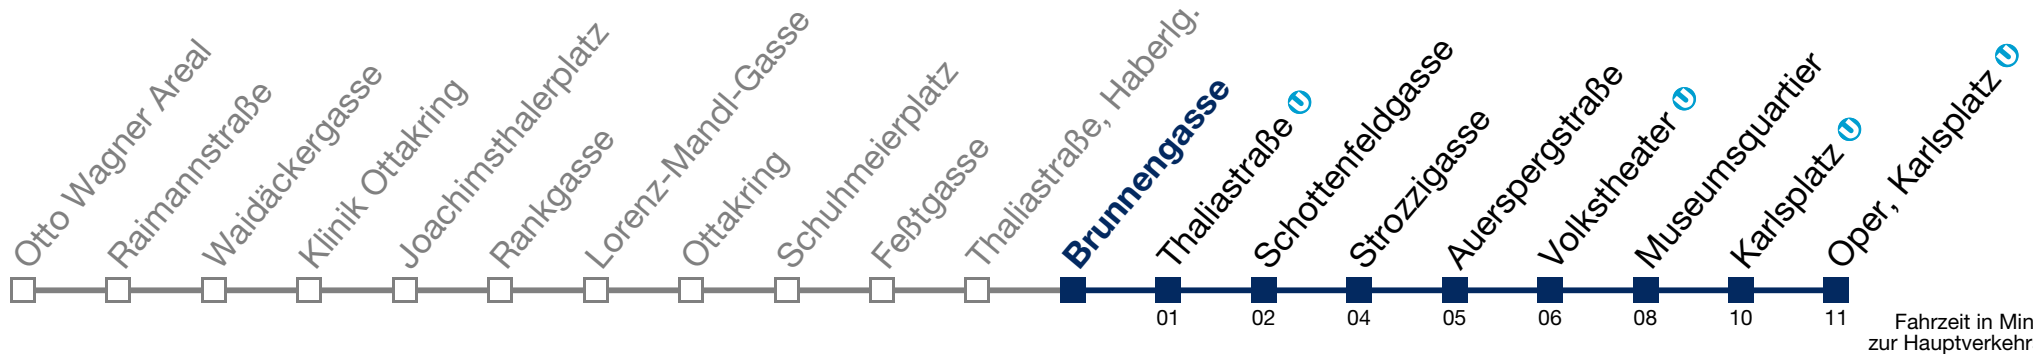 Otto Wagner Areal
Raimannstraße
Waidäckergasse
Klinik Ottakring
Joachimsthalerplatz
Rankgasse
Lorenz-Mandl-Gasse
Ottakring
Schuhmeierplatz
Feßtgasse
Thaliastraße, Haberlg.
Brunnengasse
Thaliastraße U
Schottenfeldgasse
Strozzigasse
Auerspergstraße
Volkstheater U
Museumsquartier
Karlsplatz U
Oper, Karlsplatz U
01 02 04 05 06 08 10 11
Fahrzeit in Min
zur Hauptverkehr